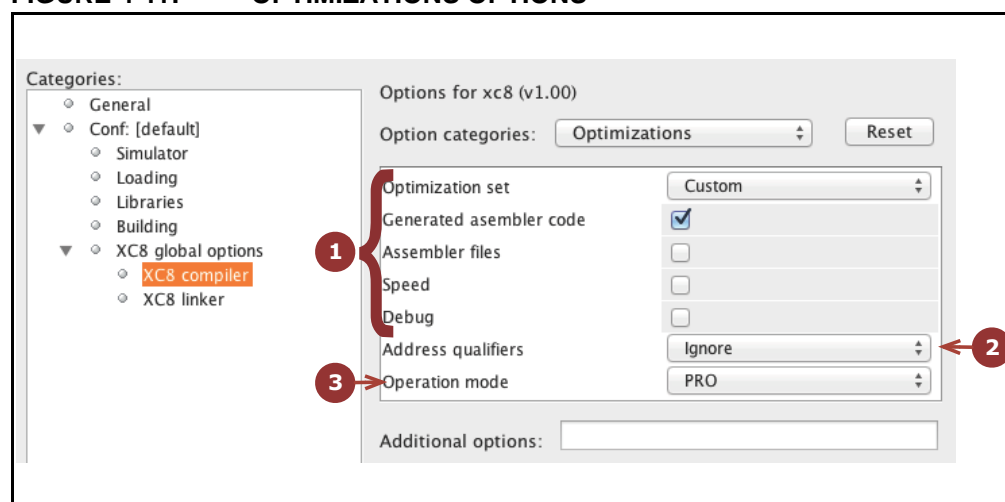 Categories:
General
Conf: [default]
Simulator
Loading
Libraries
Building
XC8 global options
XC8 compiler
XC8 linker
Options for xc8 (v1.00)
Option categories: Optimizations Reset
Optimization set Custom
Generated asembler code
1
Assembler files
Speed
Debug
Address qualifiers Ignore 2
3 Operation mode PRO
Additional options: